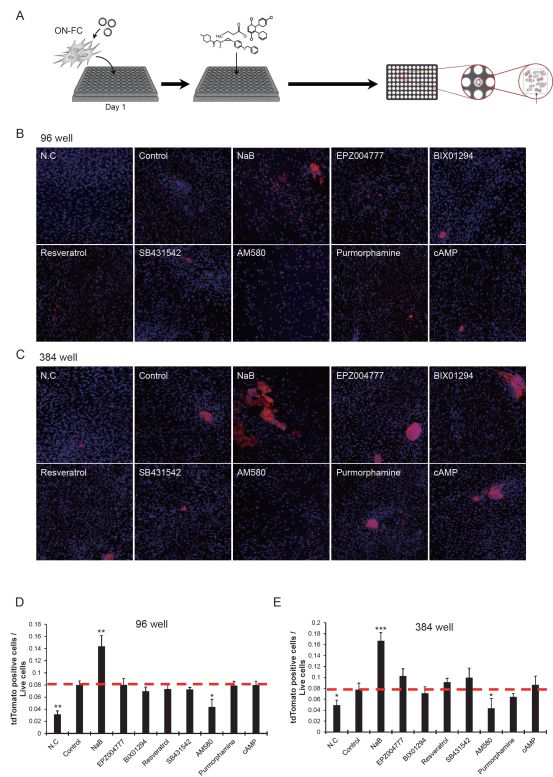 A
ON-FC
Day 1
B
96 well
N.C
Control
NaB
EPZ004777
BIX01294
Resveratrol
SB431542
AM580
Purmorphamine
cAMP
C
384 well
N.C
Control
NaB
EPZ004777
BIX01294
Resveratrol
SB431542
AM580
Purmorphamine
cAMP
D
96 well
tdTomato positive cells /
Live cells
0.18
0.16
0.14
0.12
0.1
0.08
0.06
0.04
0.02
0
**
**
*
N.C
Control
NaB
EPZ004777
BIX01294
Resveratrol
SB431542
AM580
Purmorphamine
cAMP
E
384 well
tdTomato positive cells /
Live cells
0.2
0.18
0.16
0.14
0.12
0.1
0.08
0.06
0.04
0.02
0
*
***
*
N.C
Control
NaB
EPZ004777
BIX01294
Resveratrol
SB431542
AM580
Purmorphamine
cAMP